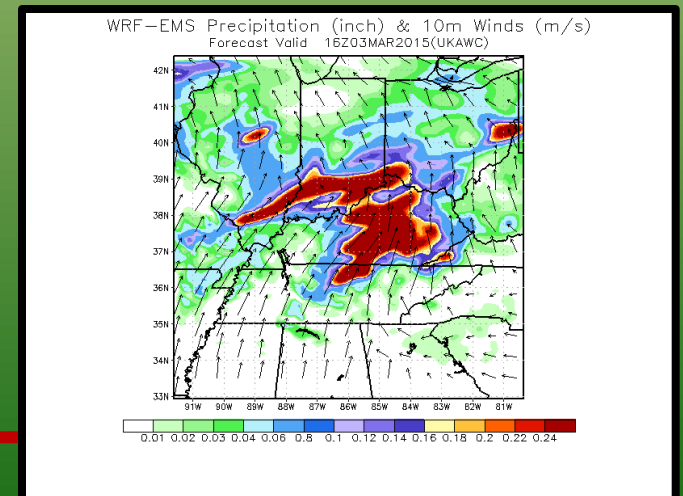 WRF-EMS Precipitation (inch) & 10m Winds (m/s)
Forecast Valid 16Z03MAR2015(UKAWC)
42N
41N
40N
39N
38N
37N
36N
35N
34N
33N
91W 90W 89W 88W 87W 86W 85W 84W 83W 82W 81W
0.01 0.02 0.03 0.04 0.06 0.8 0.1 0.12 0.14 0.16 0.18 0.2 0.22 0.24